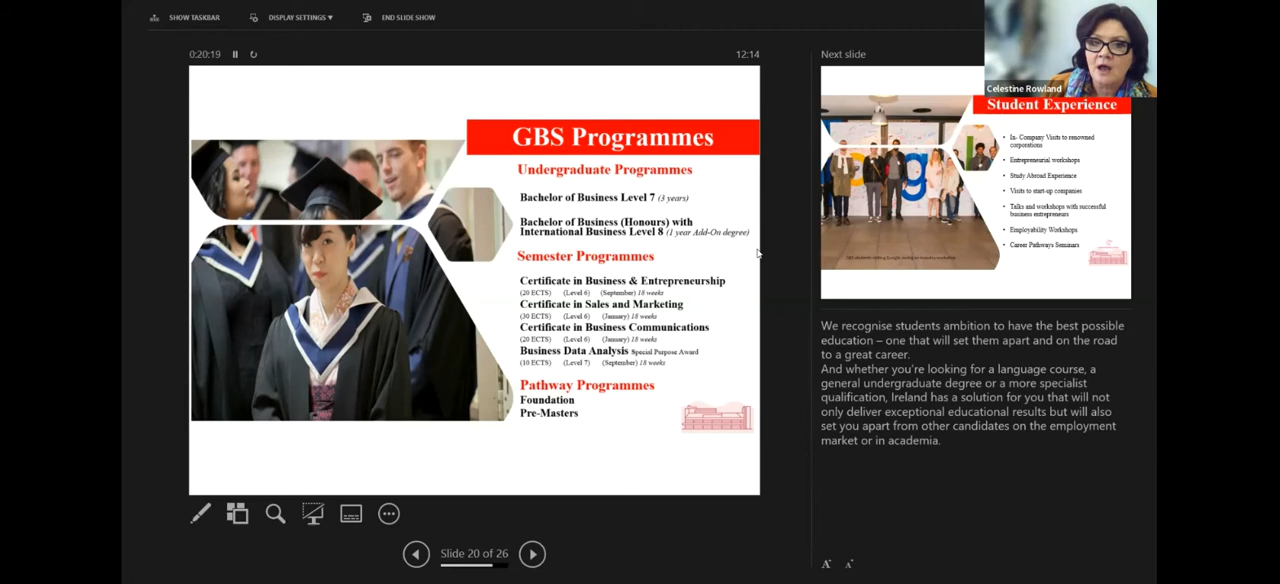 SHOW TASKBAR
DISPLAY SETTINGS ▼
END SLIDE SHOW
0:20:19
12:14
GBS Programmes
Undergraduate Programmes
Bachelor of Business Level 7 (3 years)
Bachelor of Business (Honours) with
International Business Level 8 (1 year Add-On degree)
Semester Programmes
Certificate in Business & Entrepreneurship
(20 ECTS) (Level 6) (September) 18 weeks
Certificate in Sales and Marketing
(30 ECTS) (Level 6) (January) 18 weeks
Certificate in Business Communications
(20 ECTS) (Level 6) (January) 18 weeks
Business Data Analysis Special Purpose Award
(10 ECTS) (Level 7) (September) 18 weeks
Pathway Programmes
Foundation
Pre-Masters
Slide 20 of 26
Next slide
Celestine Rowland
Student Experience
• In- Company Visits to renowned
corporations
• Entrepreneurial workshops
• Study Abroad Experience
• Visits to start-up companies
• Talks and workshops with successful
business entrepreneurs
• Employability Workshops
• Career Pathways Seminars
We recognise students ambition to have the best possible
education – one that will set them apart and on the road
to a great career.
And whether you're looking for a language course, a
general undergraduate degree or a more specialist
qualification, Ireland has a solution for you that will not
only deliver exceptional educational results but will also
set you apart from other candidates on the employment
market or in academia.